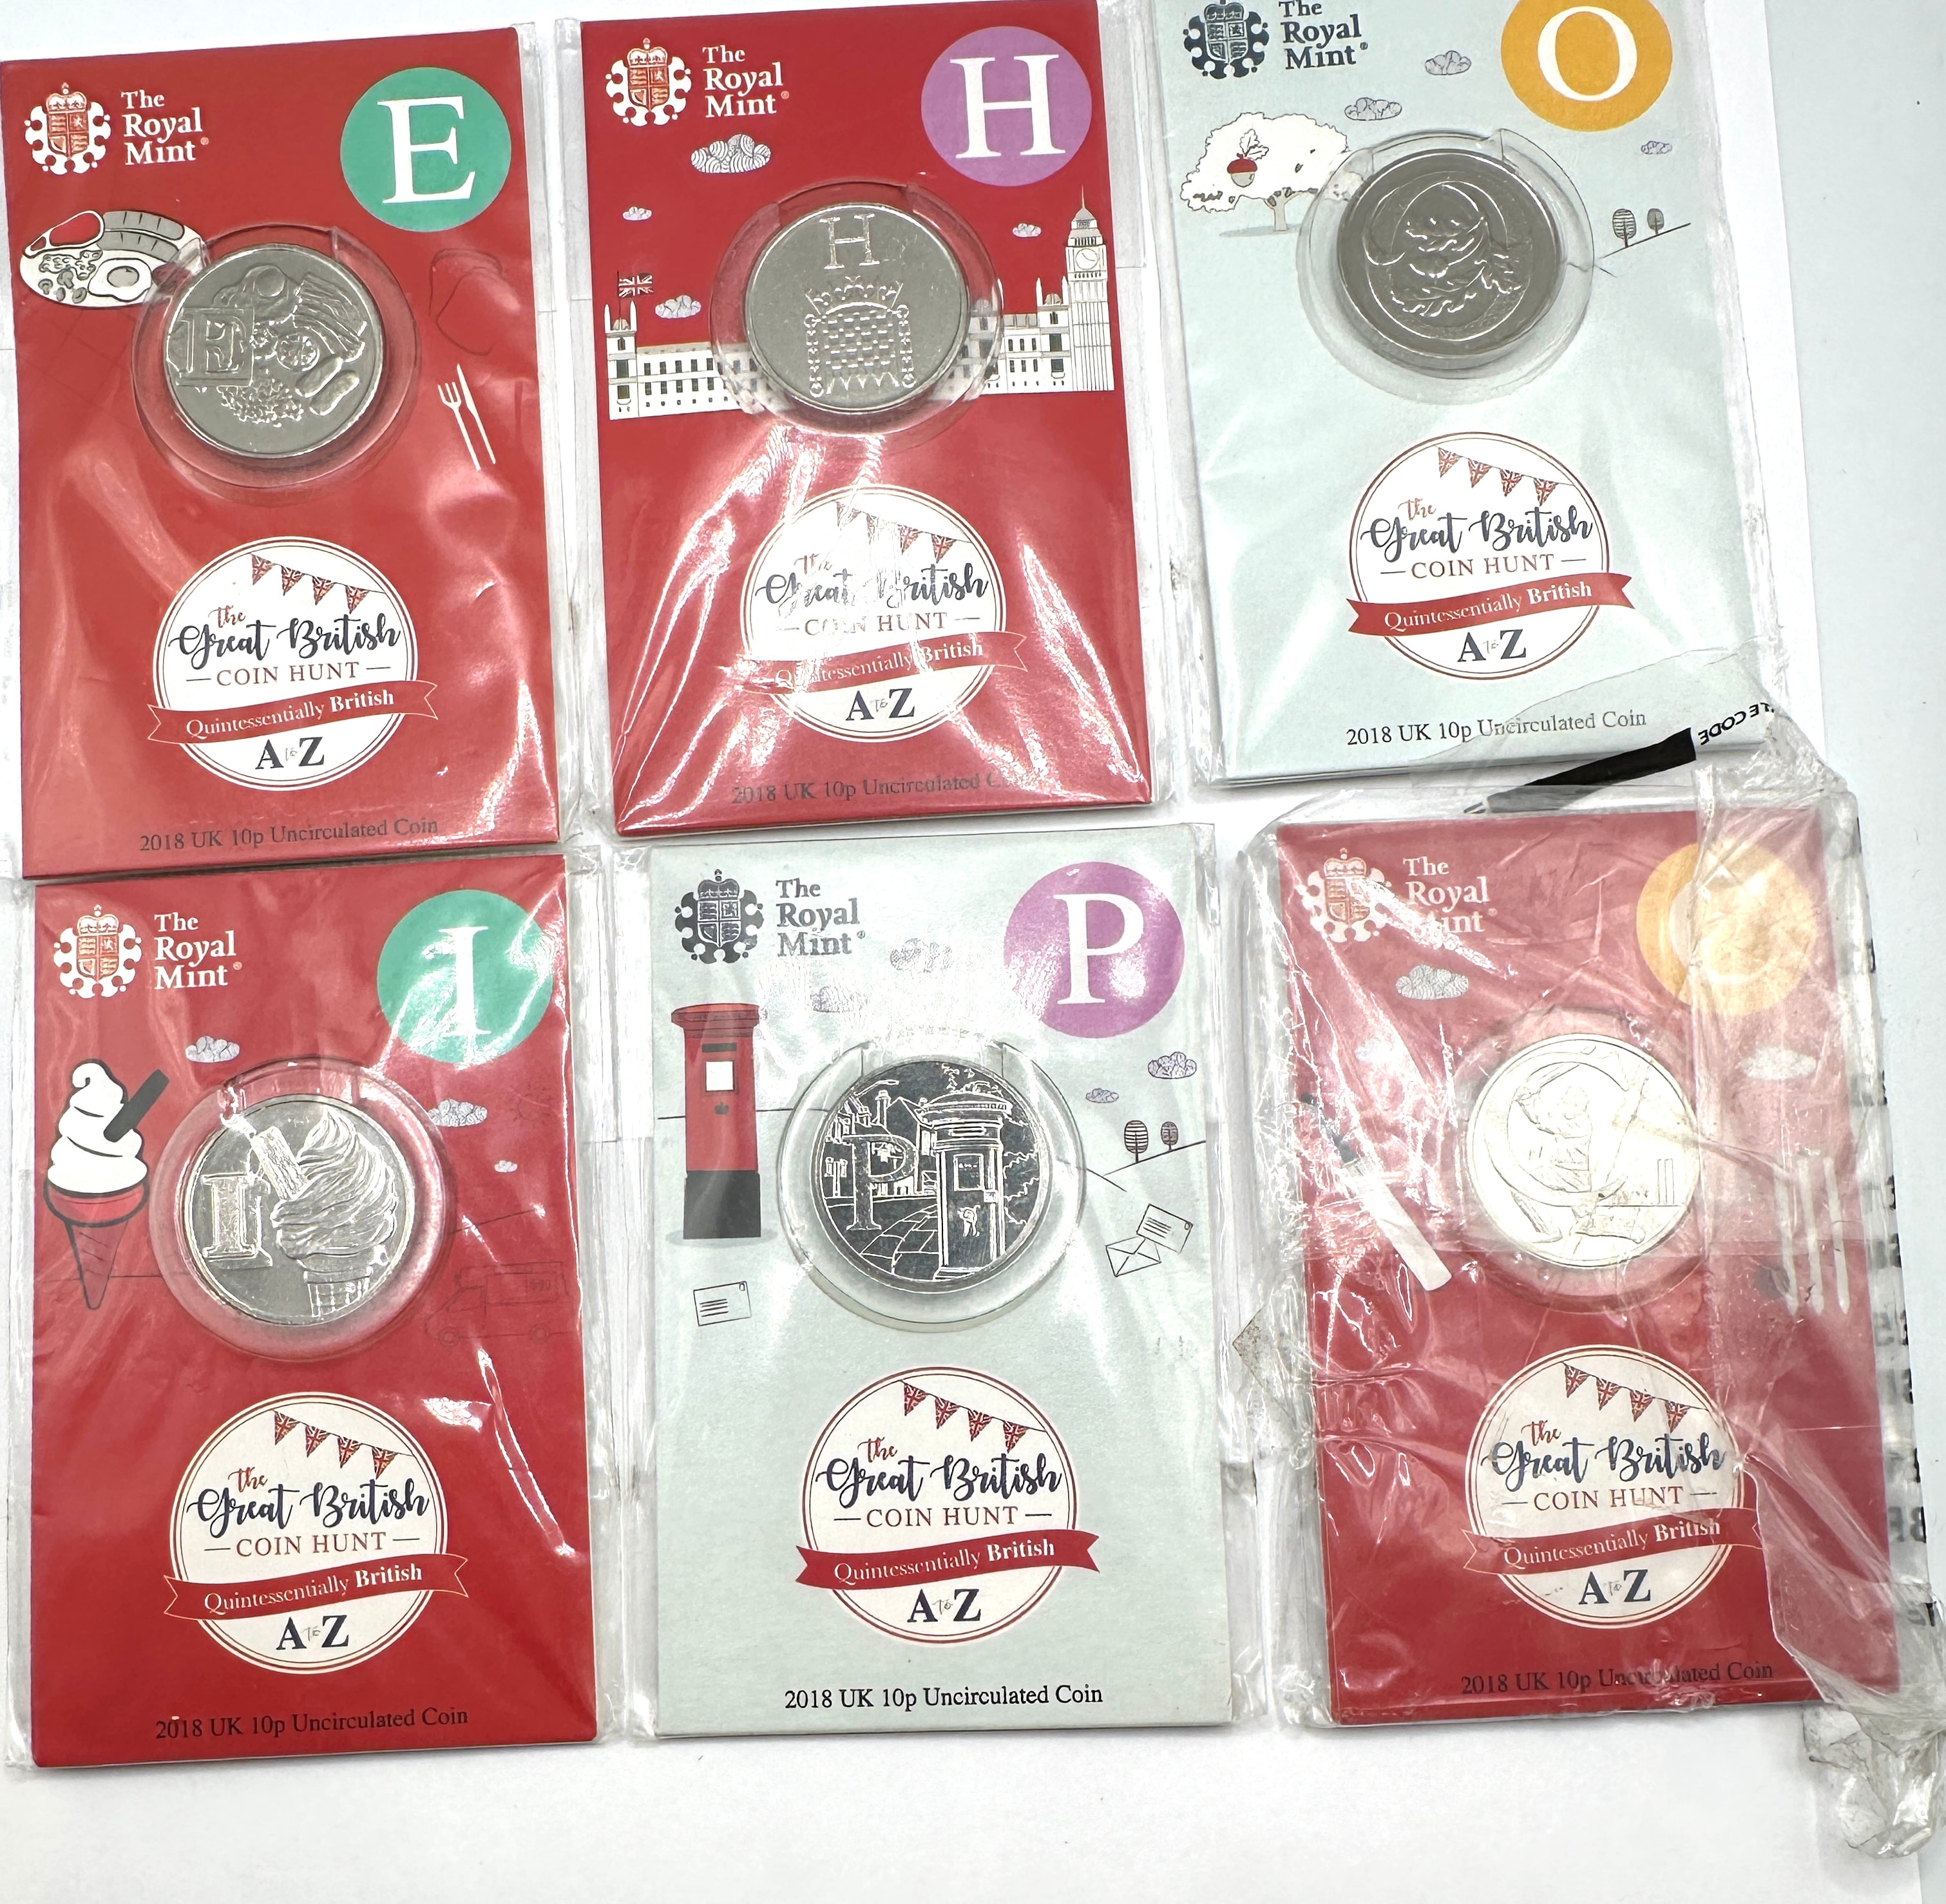 The
Royal
Mint
E
E
The
Great British
COIN HUNT
Quintessentially British
A to Z
2018 UK 10p Uncirculated Coin
The
Royal
Mint
H
H
The
Great British
COIN HUNT
Quintessentially British
A to Z
2018 UK 10p Uncirculated
The
Royal
Mint
O
The
Great British
COIN HUNT
Quintessentially British
A to Z
2018 UK 10p Uncirculated Coin
CODE
The
Royal
Mint
I
I
The
Great British
COIN HUNT
Quintessentially British
A to Z
2018 UK 10p Uncirculated Coin
The
Royal
Mint
P
P
The
Great British
COIN HUNT
Quintessentially British
A to Z
2018 UK 10p Uncirculated Coin
The
Royal
Mint
C
The
Great British
COIN HUNT
Quintessentially British
A to Z
2018 UK 10p Uncirculated Coin